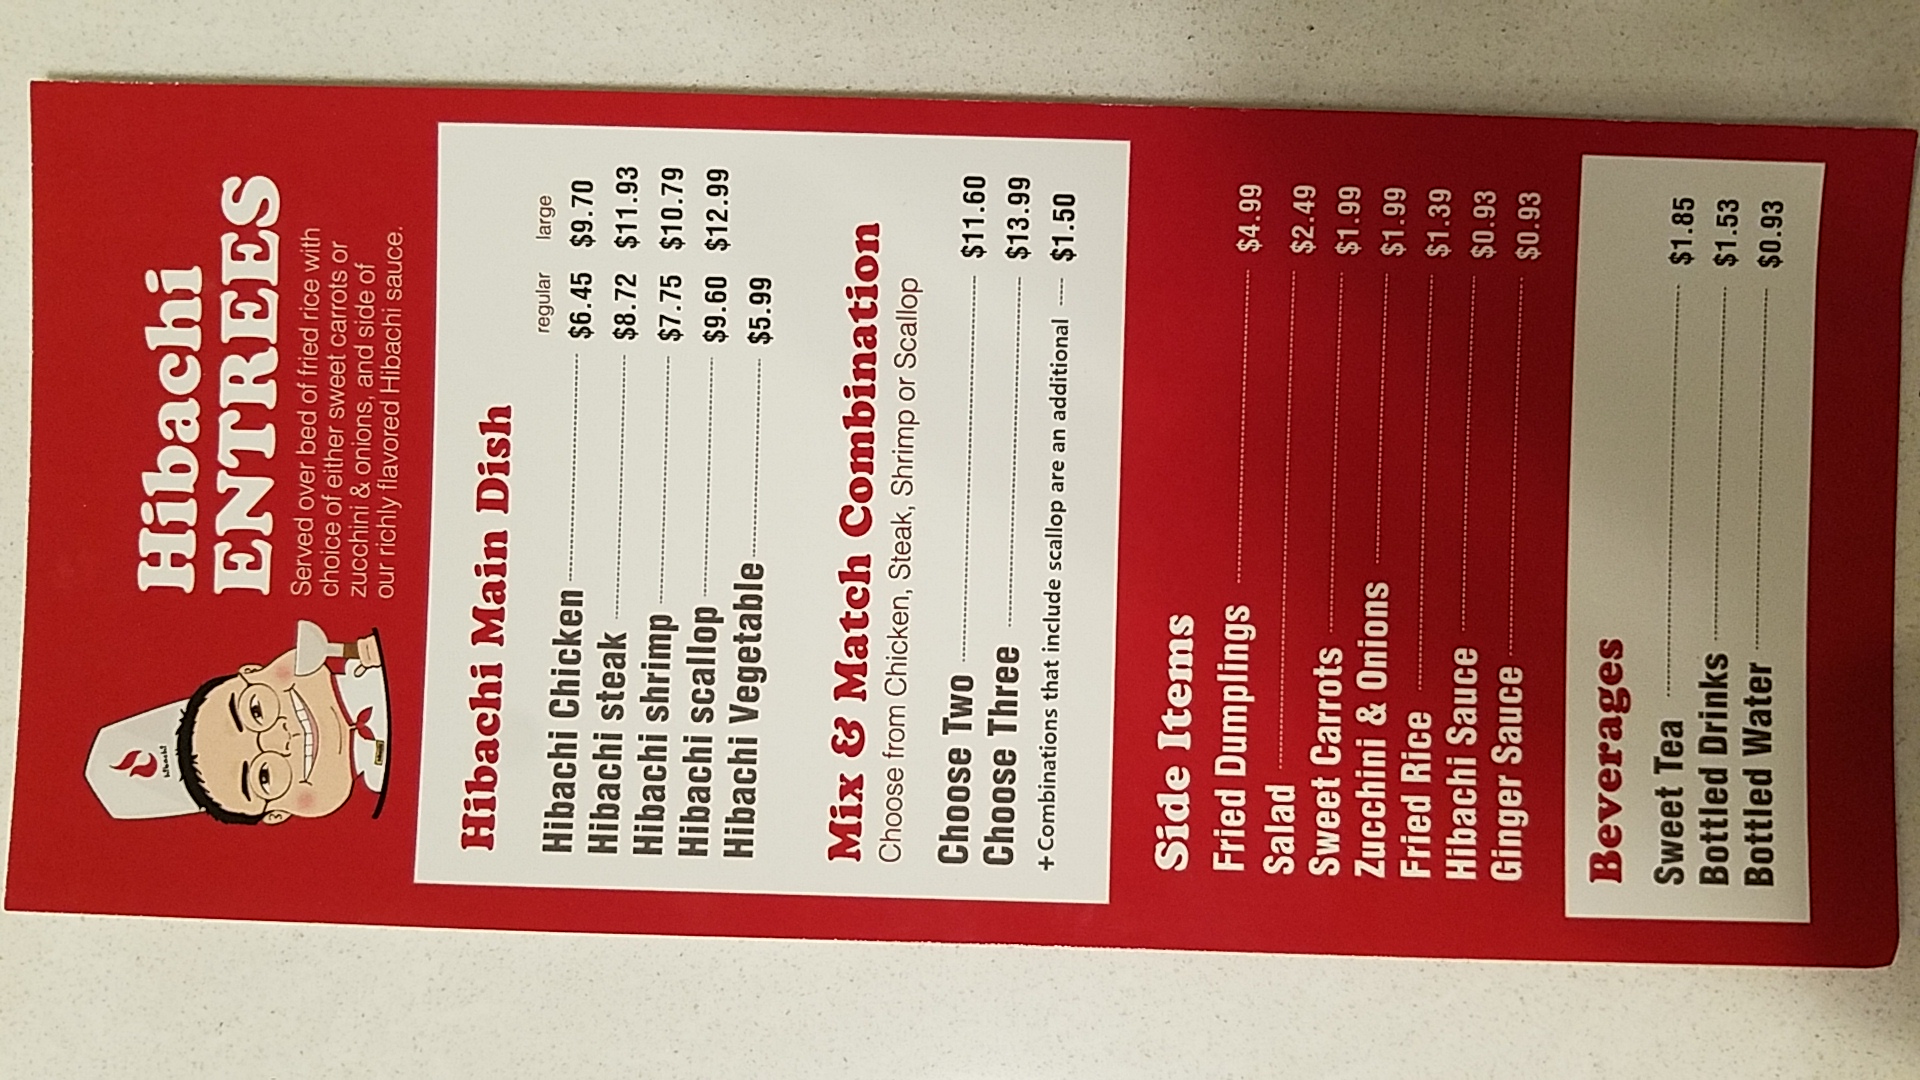 Hibachi
ENTREES
Served over bed of fried rice with
choice of either sweet carrots or
zucchini & onions, and side of
our richly flavored Hibachi sauce.
Hibachi Main Dish
regular large
Hibachi Chicken $6.45 $9.70
Hibachi steak $8.72 $11.93
Hibachi shrimp $7.75 $10.79
Hibachi scallop $9.60 $12.99
Hibachi Vegetable $5.99
Mix & Match Combination
Choose from Chicken, Steak, Shrimp or Scallop
Choose Two $11.60
Choose Three $13.99
+Combinations that include scallop are an additional $1.50
Side Items
Fried Dumplings $4.99
Salad $2.49
Sweet Carrots $1.99
Zucchini & Onions $1.99
Fried Rice $1.39
Hibachi Sauce $0.93
Ginger Sauce $0.93
Beverages
Sweet Tea $1.85
Bottled Drinks $1.53
Bottled Water $0.93